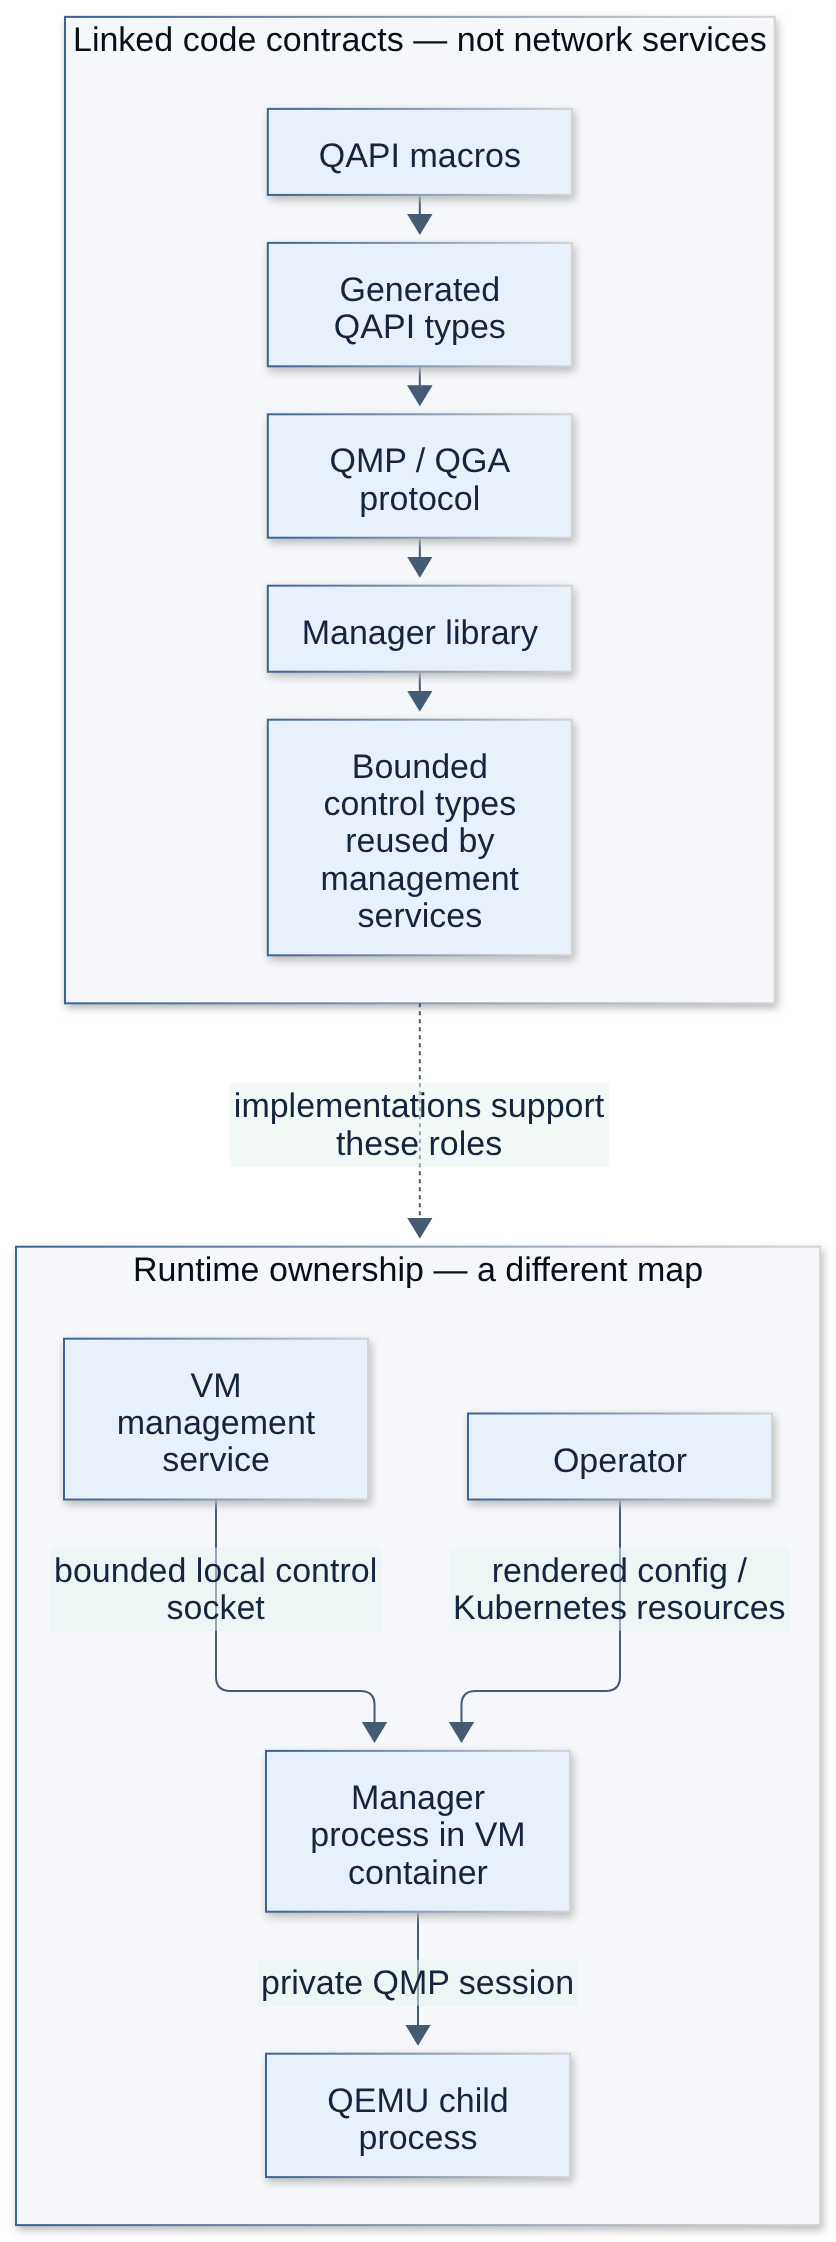 Linked code contracts — not network services
QAPI macros
Generated
QAPI types
QMP / QGA
protocol
Manager library
Bounded
control types
reused by
management
services
implementations support
these roles
Runtime ownership — a different map
VM
management
service
Operator
bounded local control
socket
rendered config /
Kubernetes resources
Manager
process in VM
container
private QMP session
QEMU child
process